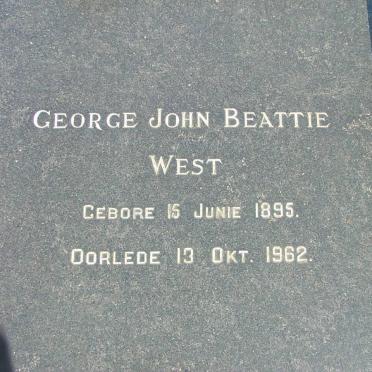 GEORGE JOHN BEATTIE
WEST
GEBORE 15 JUNIE 1895.
OORLEDE 13 OKT. 1962.